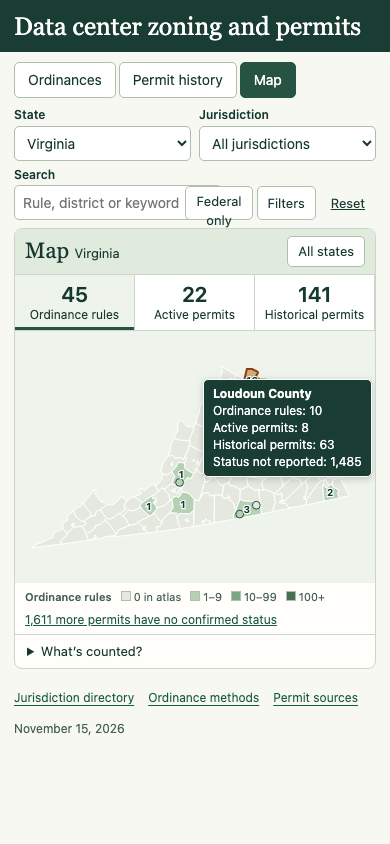 Data center zoning and permits
Ordinances
Permit history
Map
State
Jurisdiction
Virginia
All jurisdictions
Search
Rule, district or keyword
Federal only
Filters
Reset
Map Virginia
All states
45
Ordinance rules
22
Active permits
141
Historical permits
Loudoun County
Ordinance rules: 10
Active permits: 8
Historical permits: 63
Status not reported: 1,485
1
1
1
3
2
Ordinance rules
0 in atlas
1–9
10–99
100+
1,611 more permits have no confirmed status
▶ What's counted?
Jurisdiction directory
Ordinance methods
Permit sources
November 15, 2026